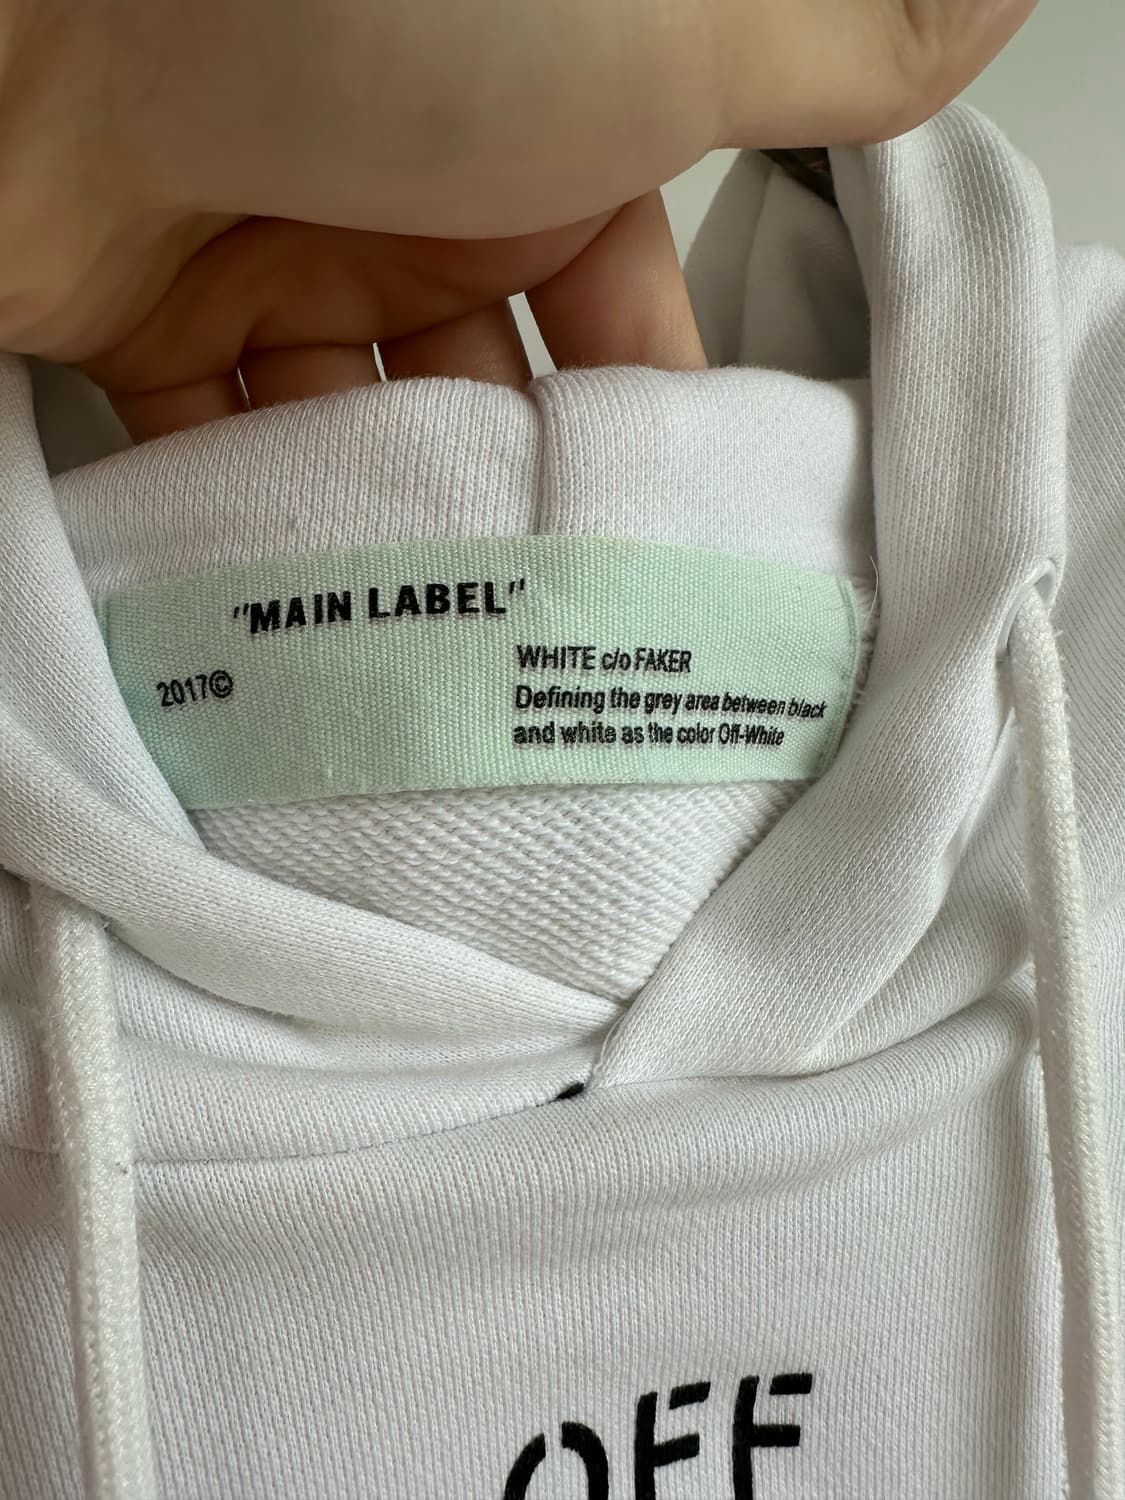 "MAIN LABEL"
2017©
WHITE c/o FAKER
Defining the grey area between black
and white as the color Off-White
OFF